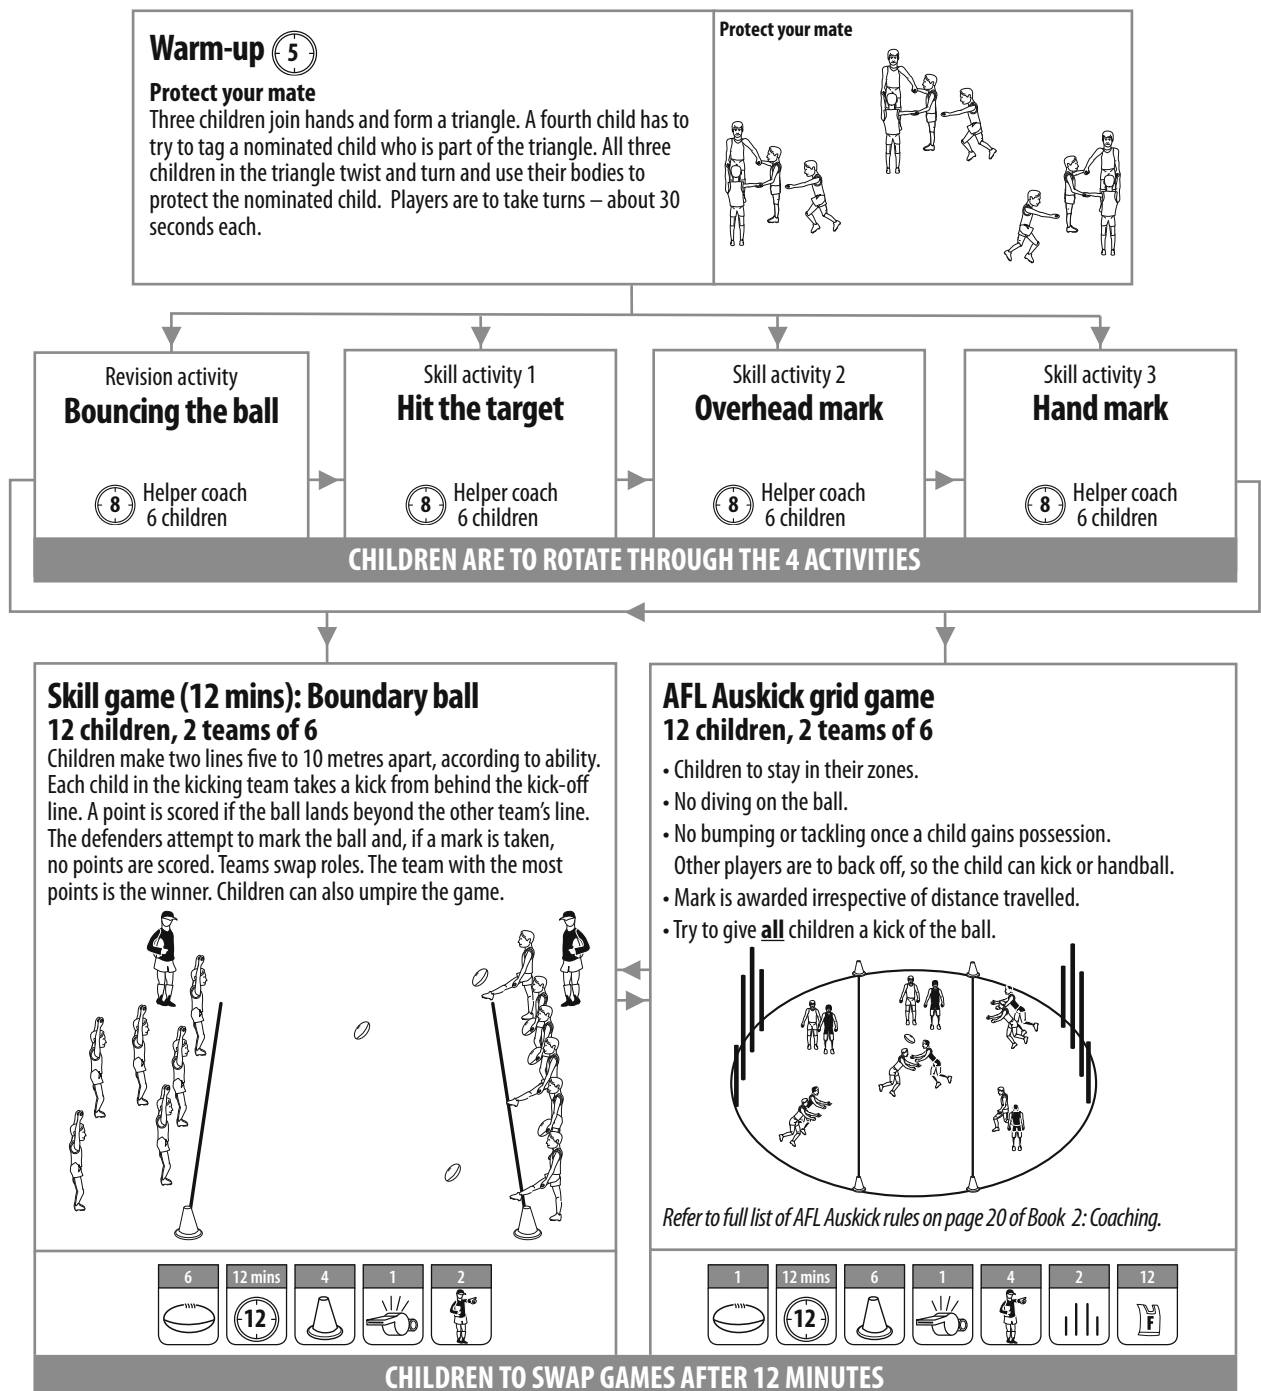 Warm-up 5
Protect your mate
Three children join hands and form a triangle. A fourth child has to
try to tag a nominated child who is part of the triangle. All three
children in the triangle twist and turn and use their bodies to
protect the nominated child. Players are to take turns – about 30
seconds each.
Protect your mate
Revision activity
Bouncing the ball
8 Helper coach
6 children
Skill activity 1
Hit the target
8 Helper coach
6 children
Skill activity 2
Overhead mark
8 Helper coach
6 children
Skill activity 3
Hand mark
8 Helper coach
6 children
CHILDREN ARE TO ROTATE THROUGH THE 4 ACTIVITIES
Skill game (12 mins): Boundary ball
12 children, 2 teams of 6
Children make two lines five to 10 metres apart, according to ability.
Each child in the kicking team takes a kick from behind the kick-off
line. A point is scored if the ball lands beyond the other team’s line.
The defenders attempt to mark the ball and, if a mark is taken,
no points are scored. Teams swap roles. The team with the most
points is the winner. Children can also umpire the game.
6 12 mins 4 1 2
12
AFL Auskick grid game
12 children, 2 teams of 6
• Children to stay in their zones.
• No diving on the ball.
• No bumping or tackling once a child gains possession.
Other players are to back off, so the child can kick or handball.
• Mark is awarded irrespective of distance travelled.
• Try to give all children a kick of the ball.
Refer to full list of AFL Auskick rules on page 20 of Book 2: Coaching.
1 12 mins 6 1 4 2 12
12 F
CHILDREN TO SWAP GAMES AFTER 12 MINUTES